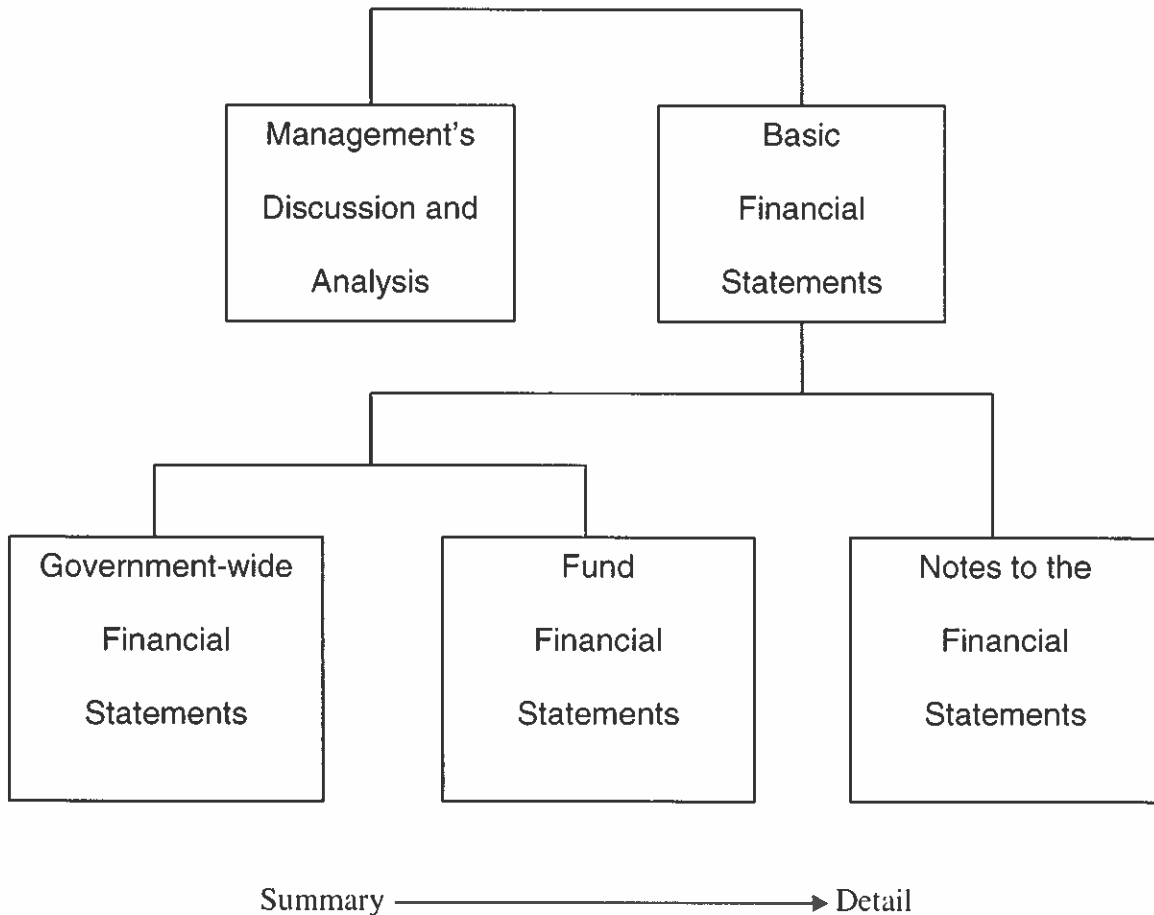 Management's
Discussion and
Analysis
Basic
Financial
Statements
Government-wide
Financial
Statements
Fund
Financial
Statements
Notes to the
Financial
Statements
Summary
Detail